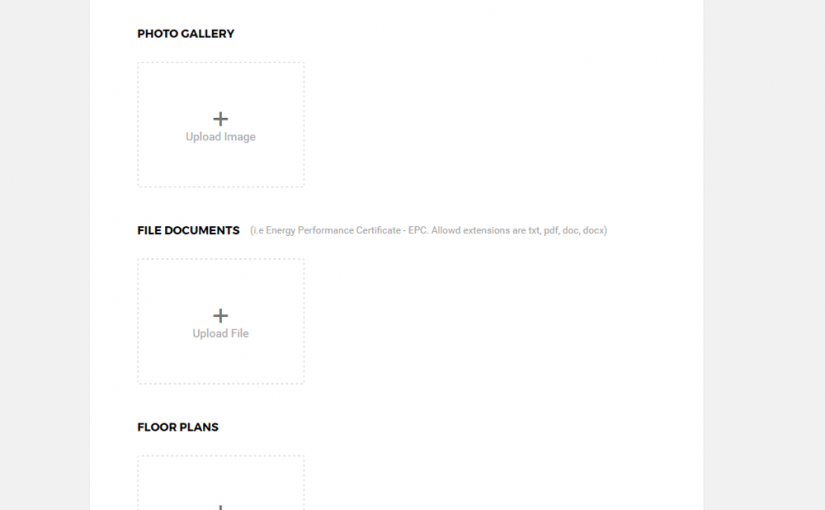 PHOTO GALLERY
Upload Image
FILE DOCUMENTS (i.e Energy Performance Certificate - EPC. Allowd extensions are txt, pdf, doc, docx)
Upload File
FLOOR PLANS